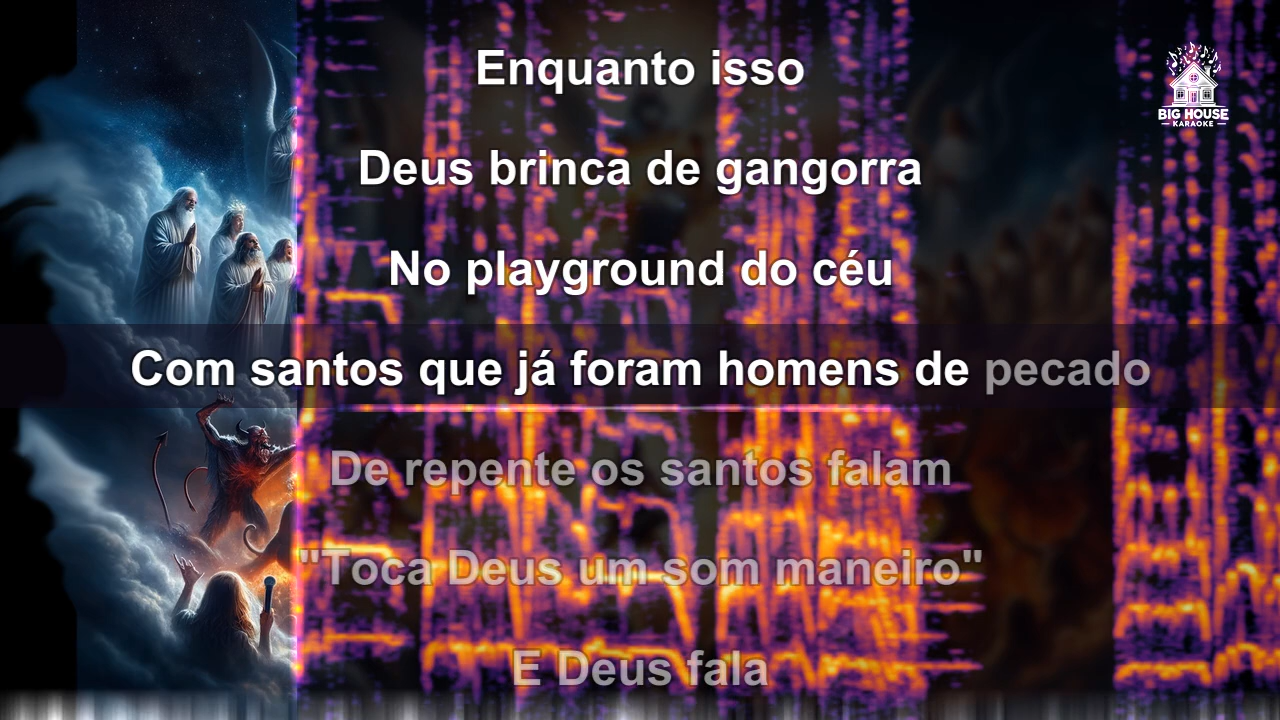 Enquanto isso
BIG HOUSE
KARAOKE
Deus brinca de gangorra
No playground do céu
Com santos que já foram homens de pecado
De repente os santos falam
"Toca Deus um som maneiro"
E Deus fala